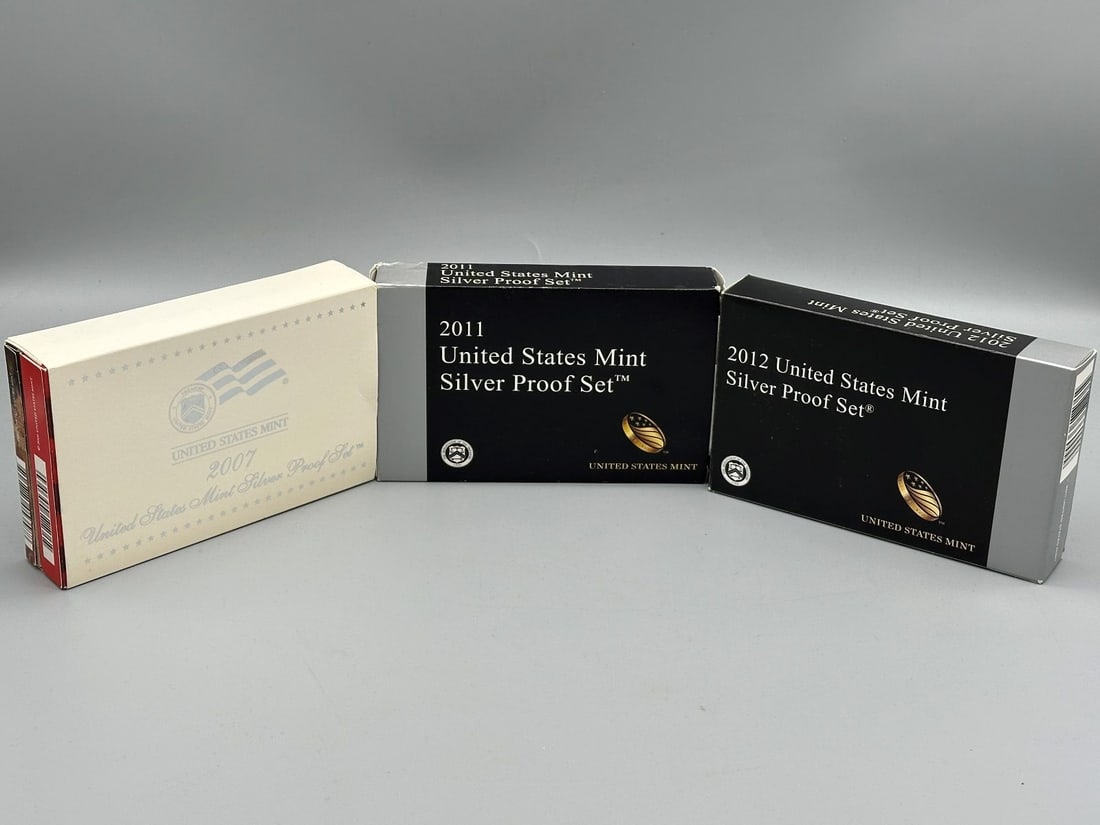 UNITED STATES MINT
2007
United States Mint Silver Proof Set™
2011
United States Mint
Silver Proof Set™
2011
United States Mint
Silver Proof Set™
UNITED STATES MINT
2012 United States Mint
Silver Proof Set®
2012 United States Mint
Silver Proof Set®
UNITED STATES MINT